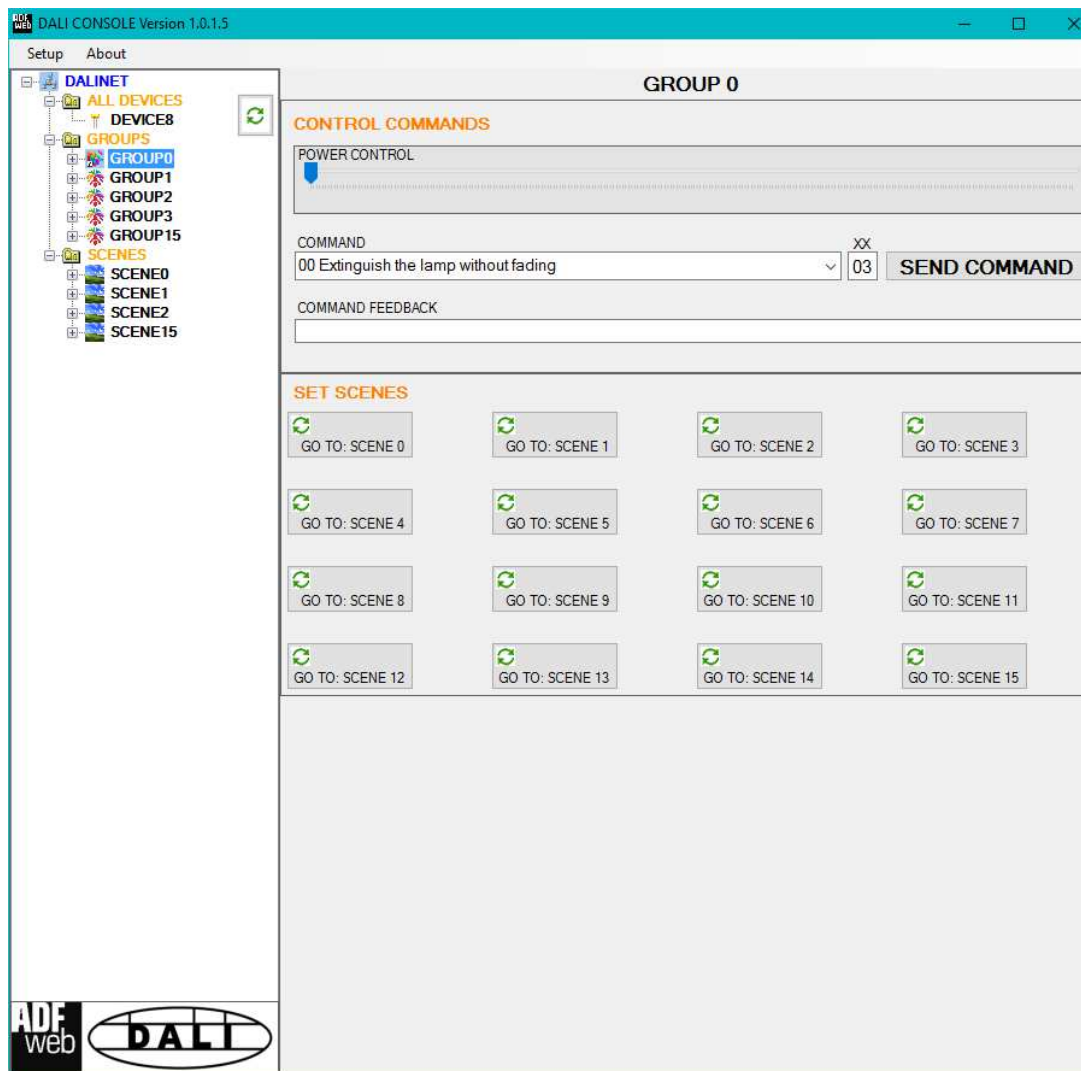 ADF
WEB DALI CONSOLE Version 1.0.1.5
Setup About
DALINET
ALL DEVICES
DEVICE8
GROUPS
GROUP0
GROUP1
GROUP2
GROUP3
GROUP15
SCENES
SCENE0
SCENE1
SCENE2
SCENE15
GROUP 0
CONTROL COMMANDS
POWER CONTROL
COMMAND XX
00 Extinguish the lamp without fading 03 SEND COMMAND
COMMAND FEEDBACK
SET SCENES
GO TO: SCENE 0 GO TO: SCENE 1 GO TO: SCENE 2 GO TO: SCENE 3
GO TO: SCENE 4 GO TO: SCENE 5 GO TO: SCENE 6 GO TO: SCENE 7
GO TO: SCENE 8 GO TO: SCENE 9 GO TO: SCENE 10 GO TO: SCENE 11
GO TO: SCENE 12 GO TO: SCENE 13 GO TO: SCENE 14 GO TO: SCENE 15
ADF
web
DALI